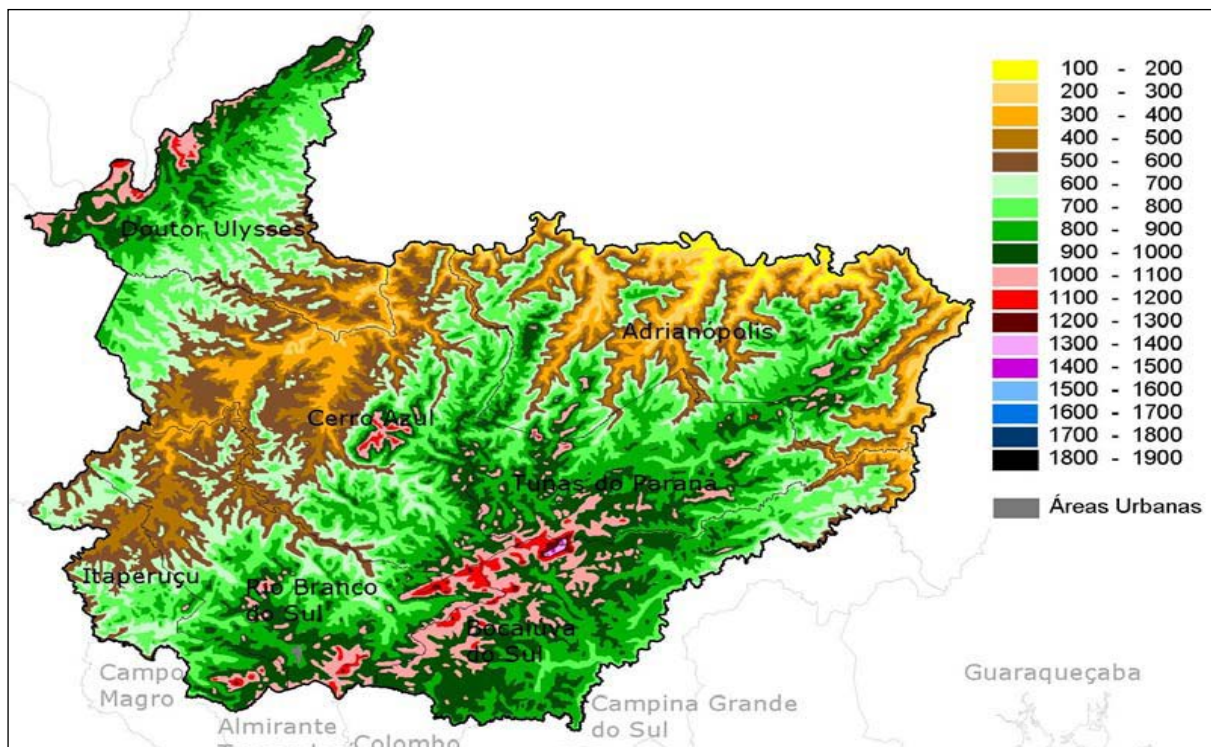 100 - 200
200 - 300
300 - 400
400 - 500
500 - 600
600 - 700
700 - 800
800 - 900
900 - 1000
1000 - 1100
1100 - 1200
1200 - 1300
1300 - 1400
1400 - 1500
1500 - 1600
1600 - 1700
1700 - 1800
1800 - 1900
Áreas Urbanas
Doutor Ulysses
Adrianópolis
Cerro Azul
Tunas do Paraná
Itaperuçu
Rio Branco
do Sul
Bocaiuva
do Sul
Campo
Magro
Almirante
Colombo
Campina Grande
do Sul
Guaraqueçaba